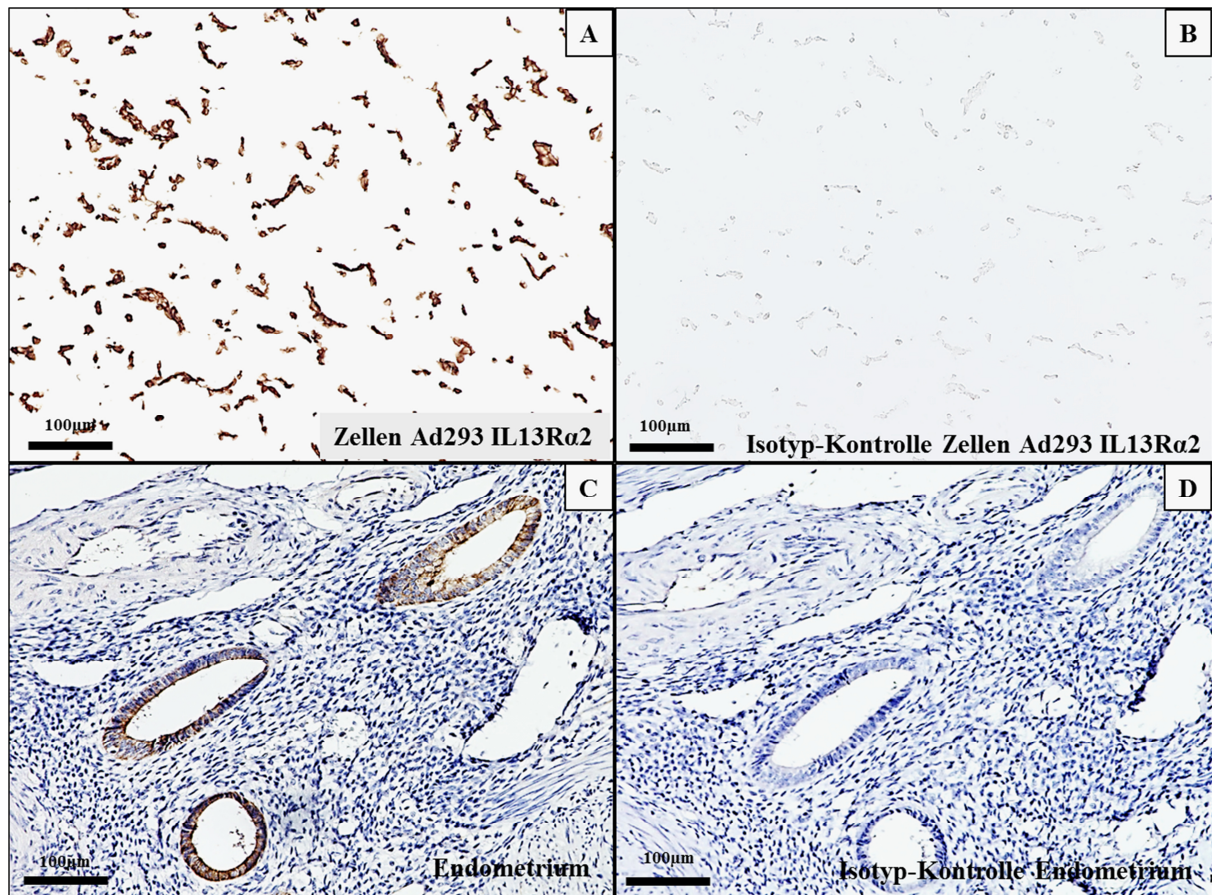 A
100µm
Zellen Ad293 IL13Rα2
B
100µm
Isotyp-Kontrolle Zellen Ad293 IL13Rα2
C
100µm
Endometrium
D
100µm
Isotyp-Kontrolle Endometrium